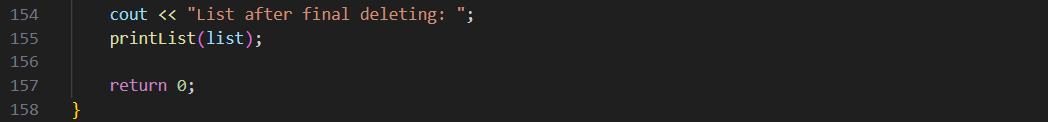 154 cout << "List after final deleting: ";
155 printList(list);
156
157 return 0;
158 }